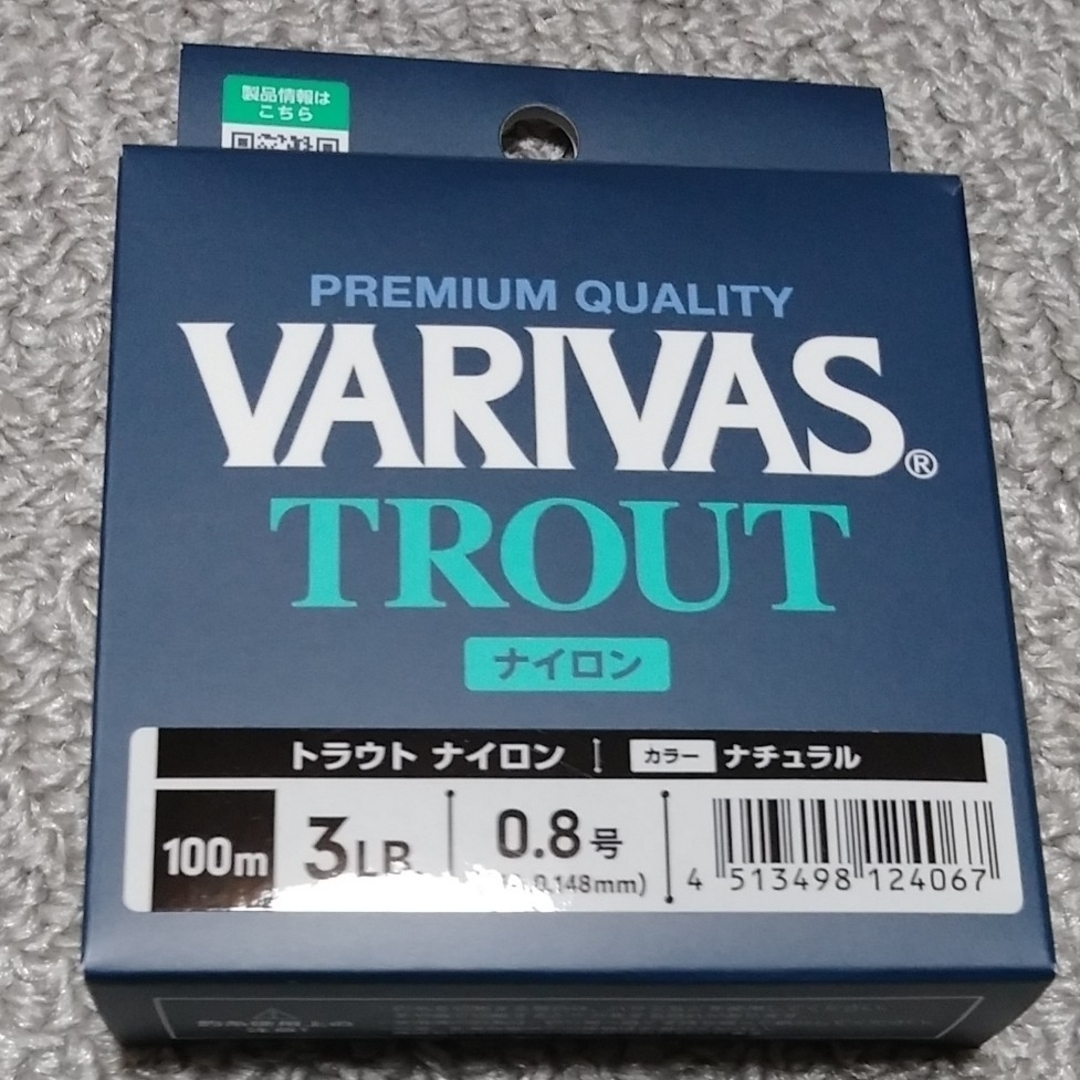 製品情報は
こちら
PREMIUM QUALITY
VARIVAS®
TROUT
ナイロン
トラウト ナイロン カラー ナチュラル
100m 3LB. 0.8号
0.148mm)
4 513498 124067